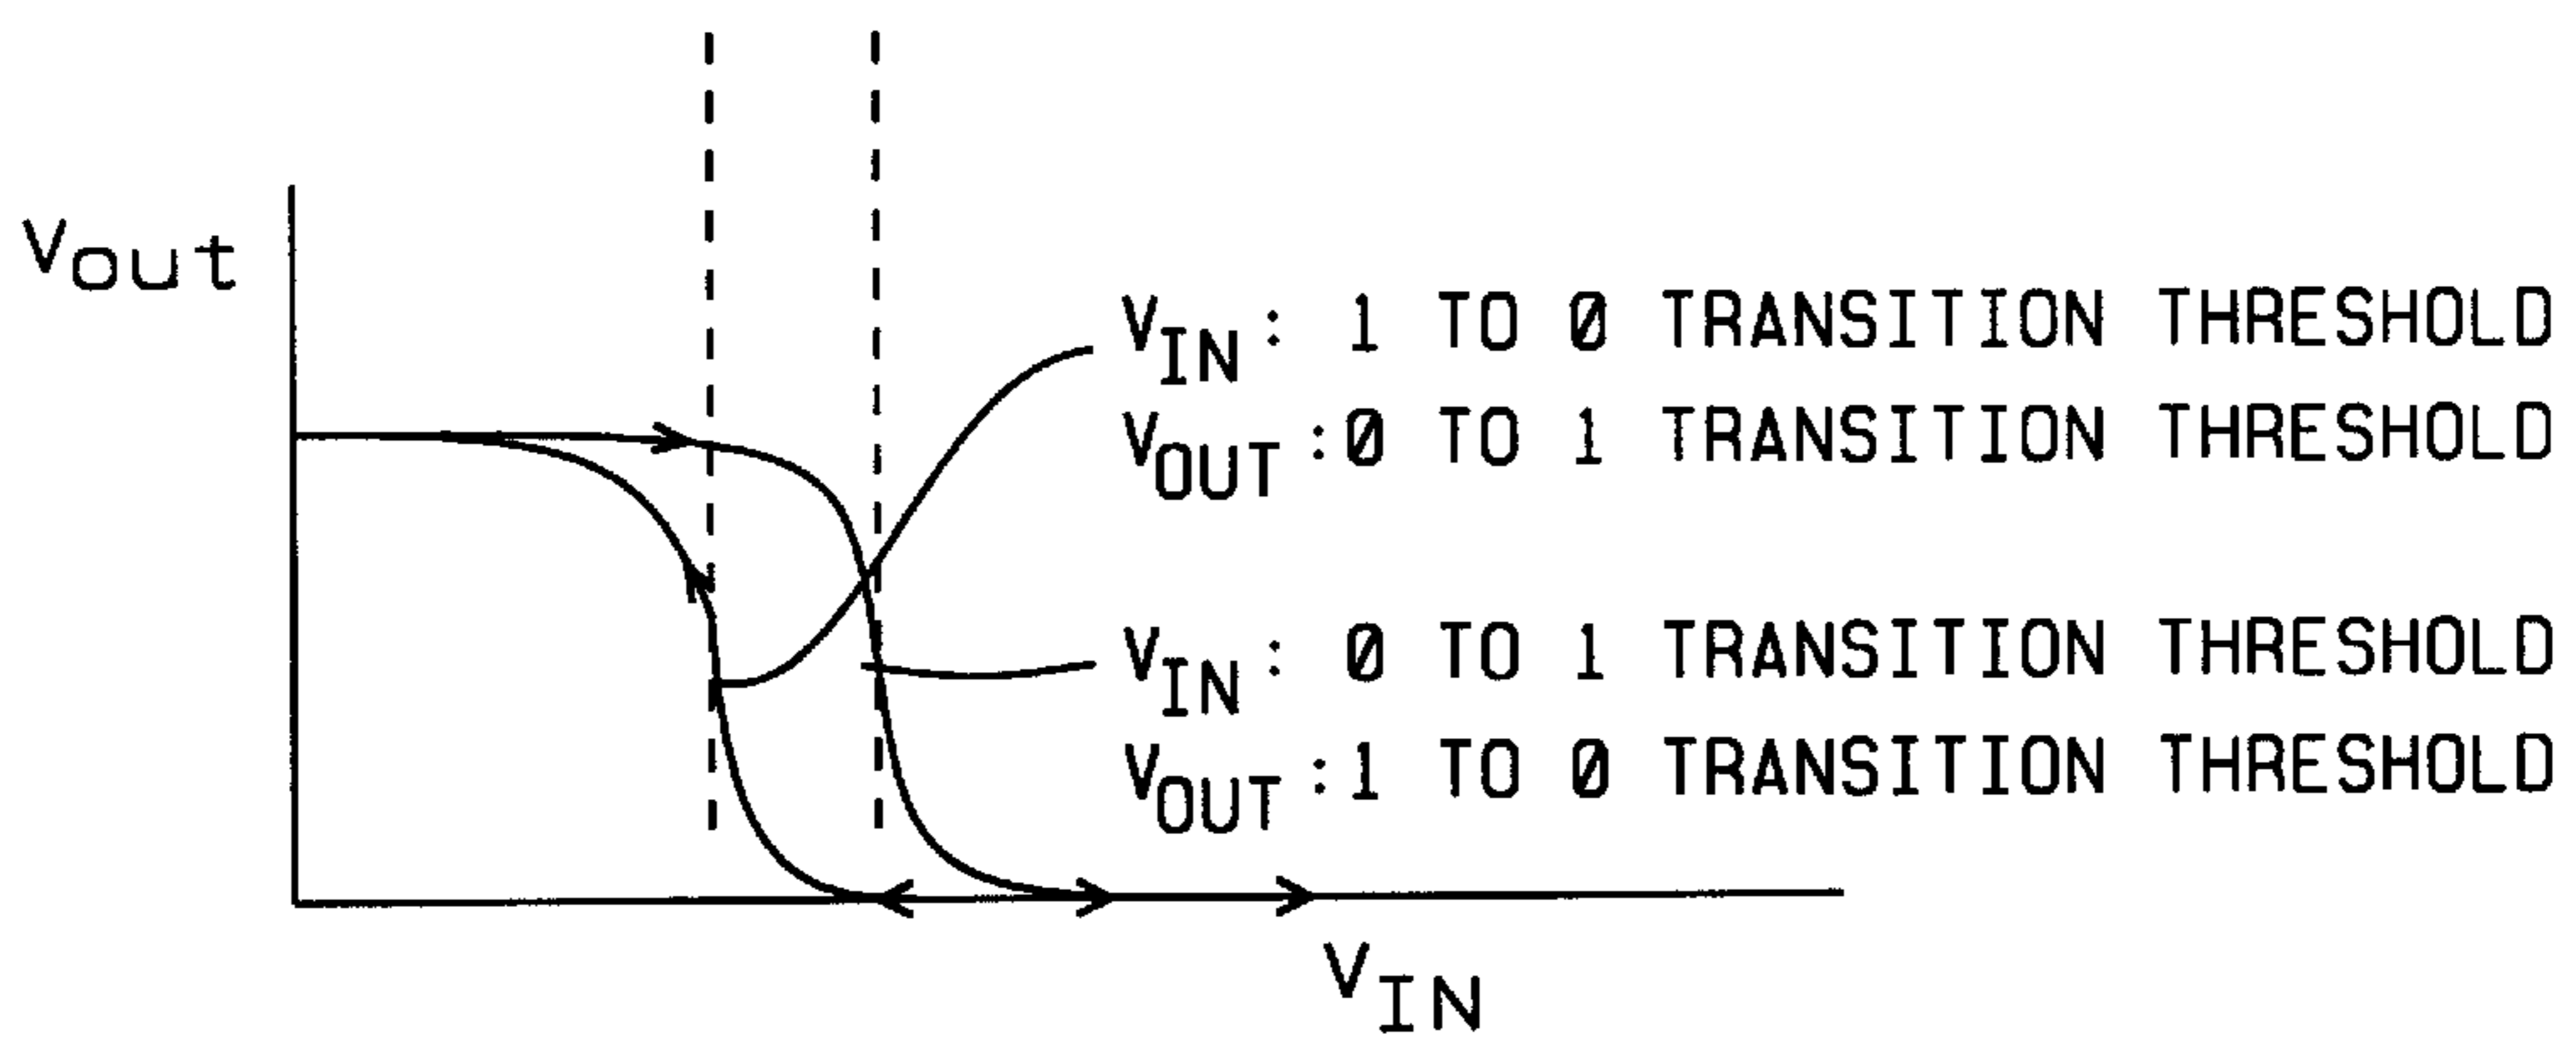 Vout
VIN: 1 TO 0 TRANSITION THRESHOLD
VOUT:0 TO 1 TRANSITION THRESHOLD
VIN: 0 TO 1 TRANSITION THRESHOLD
VOUT:1 TO 0 TRANSITION THRESHOLD
VIN